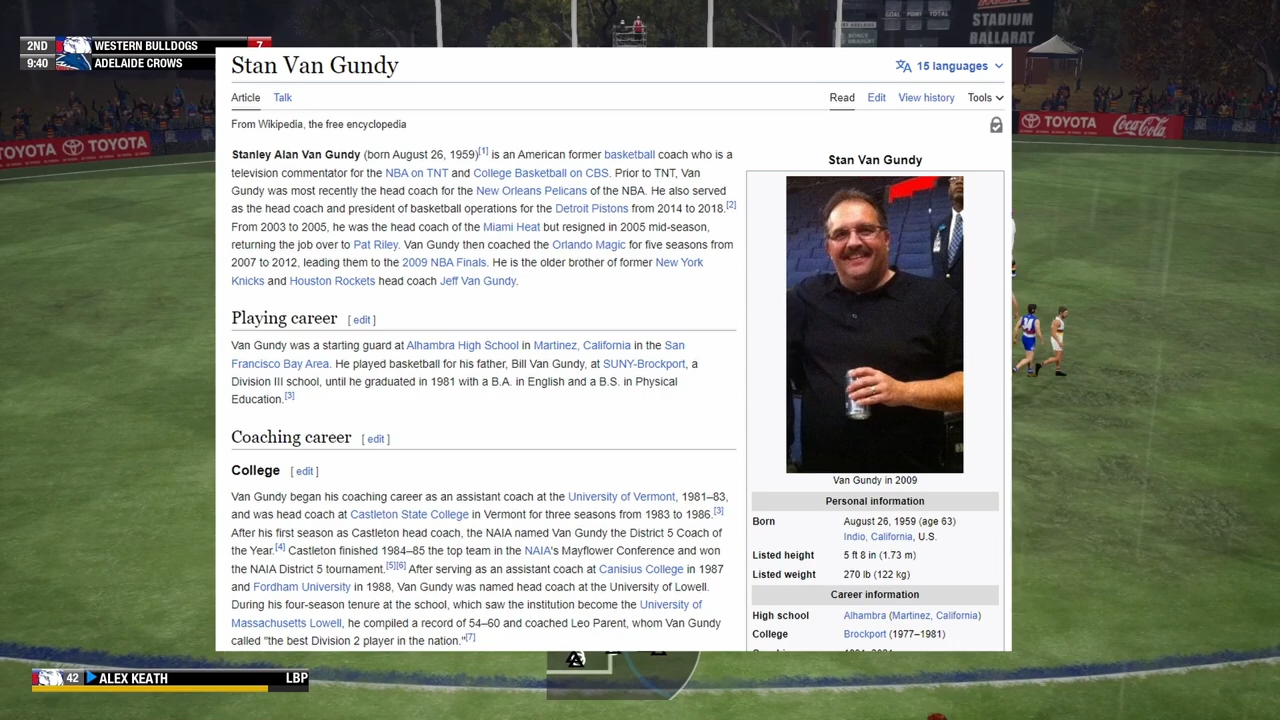 2ND WESTERN BULLDOGS 7
9:40 ADELAIDE CROWS
GOAL POINT TOTAL
STADIUM
BALLARAT
TOYOTA TOYOTA
TOYOTA Coca-Cola
Stan Van Gundy
15 languages
Article Talk
Read Edit View history Tools
From Wikipedia, the free encyclopedia
Stanley Alan Van Gundy (born August 26, 1959)[1] is an American former basketball coach who is a
television commentator for the NBA on TNT and College Basketball on CBS. Prior to TNT, Van
Gundy was most recently the head coach for the New Orleans Pelicans of the NBA. He also served
as the head coach and president of basketball operations for the Detroit Pistons from 2014 to 2018.[2]
From 2003 to 2005, he was the head coach of the Miami Heat but resigned in 2005 mid-season,
returning the job over to Pat Riley. Van Gundy then coached the Orlando Magic for five seasons from
2007 to 2012, leading them to the 2009 NBA Finals. He is the older brother of former New York
Knicks and Houston Rockets head coach Jeff Van Gundy.
Playing career [ edit ]
Van Gundy was a starting guard at Alhambra High School in Martinez, California in the San
Francisco Bay Area. He played basketball for his father, Bill Van Gundy, at SUNY-Brockport, a
Division III school, until he graduated in 1981 with a B.A. in English and a B.S. in Physical
Education.[3]
Coaching career [ edit ]
College [ edit ]
Van Gundy began his coaching career as an assistant coach at the University of Vermont, 1981–83,
and was head coach at Castleton State College in Vermont for three seasons from 1983 to 1986.[3]
After his first season as Castleton head coach, the NAIA named Van Gundy the District 5 Coach of
the Year.[4] Castleton finished 1984–85 the top team in the NAIA's Mayflower Conference and won
the NAIA District 5 tournament.[5][6] After serving as an assistant coach at Canisius College in 1987
and Fordham University in 1988, Van Gundy was named head coach at the University of Lowell.
During his four-season tenure at the school, which saw the institution become the University of
Massachusetts Lowell, he compiled a record of 54–60 and coached Leo Parent, whom Van Gundy
called "the best Division 2 player in the nation."[7]
Stan Van Gundy
Van Gundy in 2009
Personal information
Born August 26, 1959 (age 63)
Indio, California, U.S.
Listed height 5 ft 8 in (1.73 m)
Listed weight 270 lb (122 kg)
Career information
High school Alhambra (Martinez, California)
College Brockport (1977–1981)
42 ALEX KEATH LBP